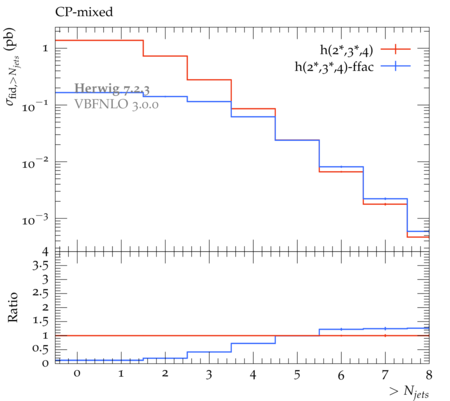 CP-mixed
σfid,>Njets (pb)
h(2*,3*,4)
h(2*,3*,4)-ffac
Herwig 7.2.3
VBFNLO 3.0.0
1
10⁻¹
10⁻²
10⁻³
Ratio
4
3.5
3
2.5
2
1.5
1
0.5
0
0 1 2 3 4 5 6 7 8
> Njets